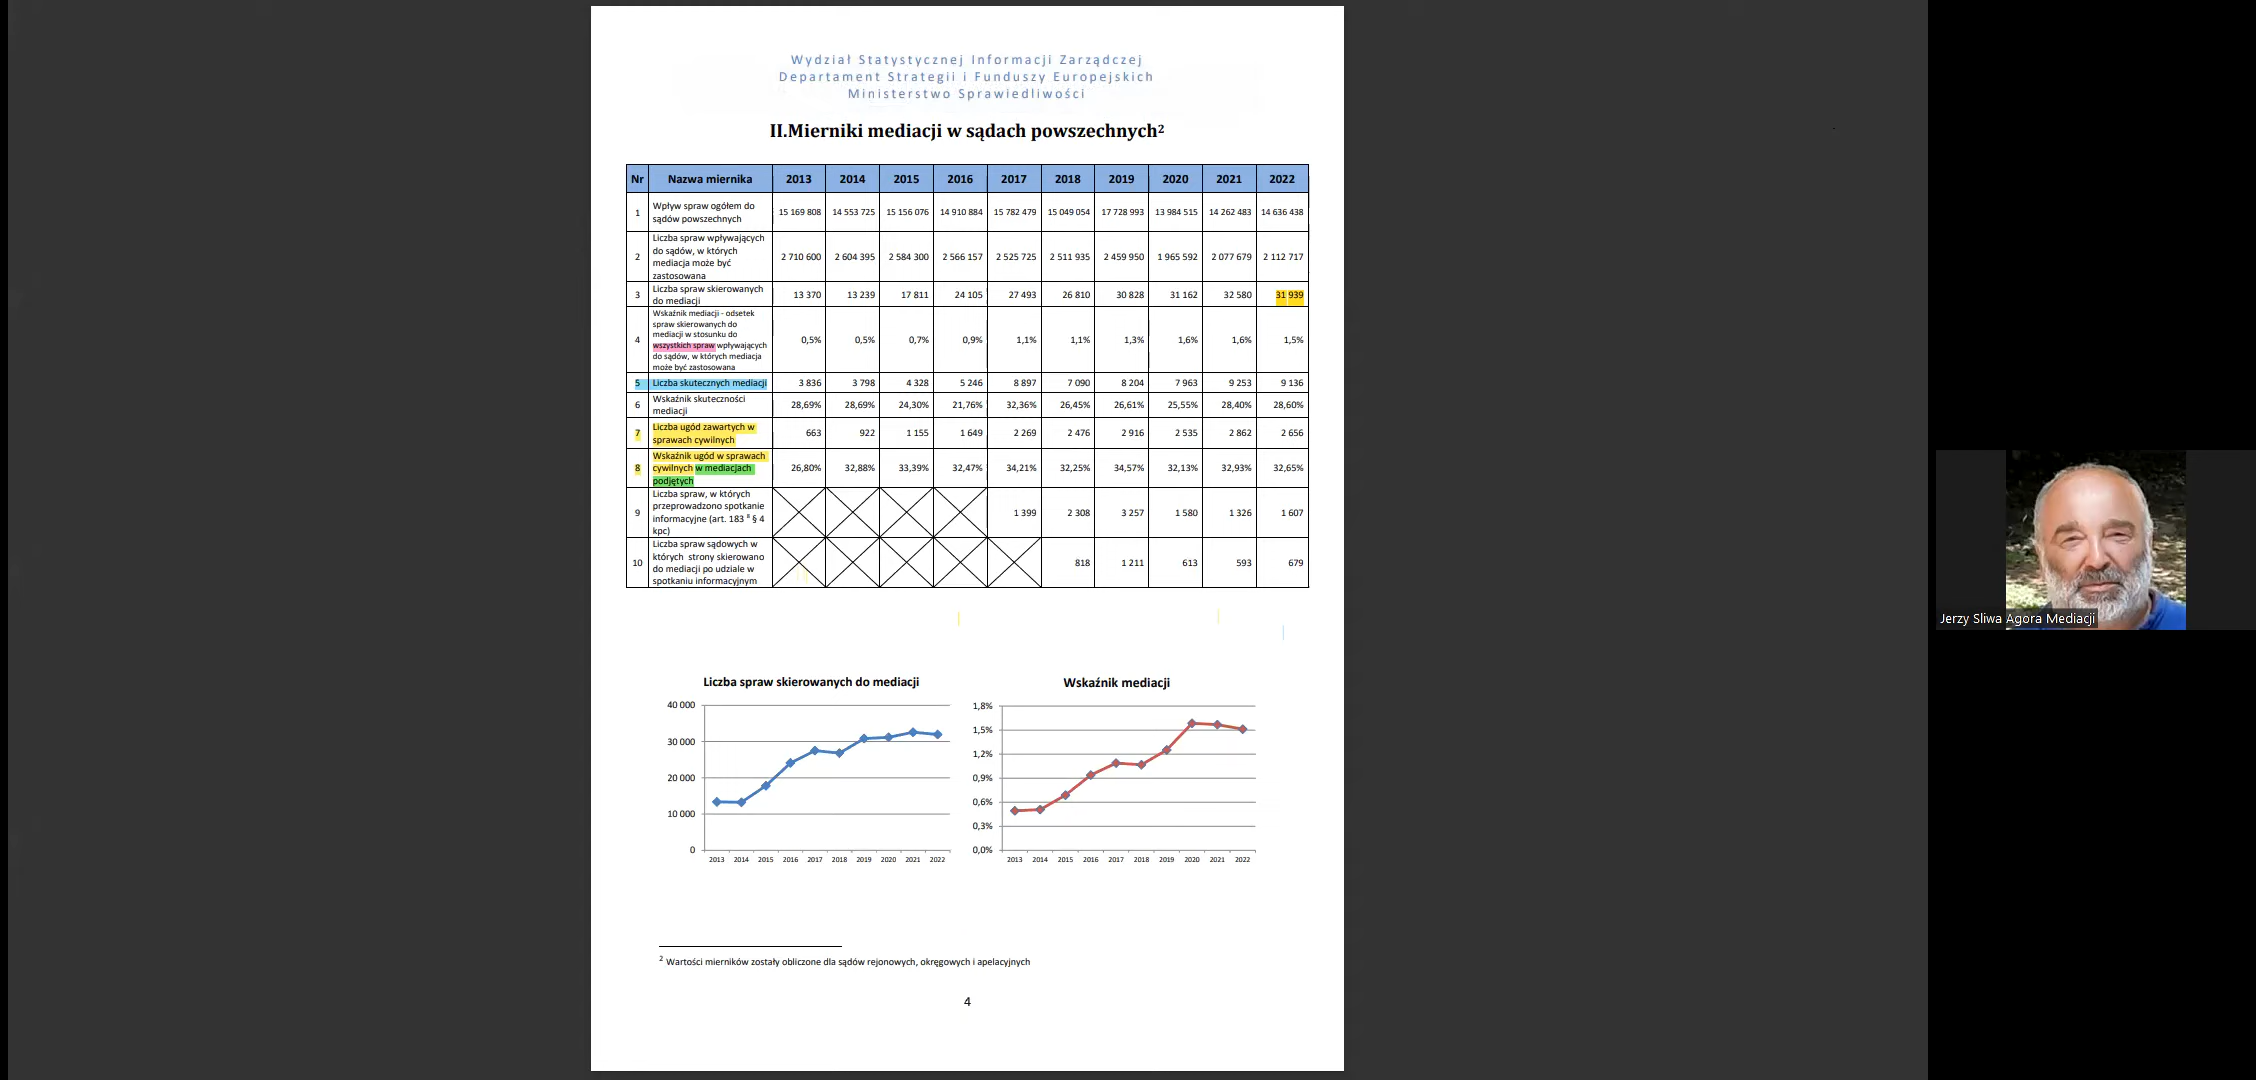 Wydział Statystycznej Informacji Zarządczej
Departament Strategii i Funduszy Europejskich
Ministerstwo Sprawiedliwości
II.Mierniki mediacji w sądach powszechnych²
Nr Nazwa miernika 2013 2014 2015 2016 2017 2018 2019 2020 2021 2022
1 Wpływ spraw ogółem do
sądów powszechnych
15 169 808 14 553 725 15 156 076 14 910 884 15 782 479 15 049 054 17 728 993 13 984 515 14 262 483 14 636 438
2 Liczba spraw wpływających
do sądów, w których
mediacja może być
zastosowana
2 710 600 2 604 395 2 584 300 2 566 157 2 525 725 2 511 935 2 459 950 1 965 592 2 077 679 2 112 717
3 Liczba spraw skierowanych
do mediacji
13 370 13 239 17 811 24 105 27 493 26 810 30 828 31 162 32 580 31 939
4 Wskaźnik mediacji - odsetek
spraw skierowanych do
mediacji w stosunku do
wszystkich spraw wpływających
do sądów, w których mediacja
może być zastosowana
0,5% 0,5% 0,7% 0,9% 1,1% 1,1% 1,3% 1,6% 1,6% 1,5%
5 Liczba skutecznych mediacji 3 836 3 798 4 328 5 246 8 897 7 090 8 204 7 963 9 253 9 136
6 Wskaźnik skuteczności
mediacji
28,69% 28,69% 24,30% 21,76% 32,36% 26,45% 26,61% 25,55% 28,40% 28,60%
7 Liczba ugód zawartych w
sprawach cywilnych
663 922 1 155 1 649 2 269 2 476 2 916 2 535 2 862 2 656
8 Wskaźnik ugód w sprawach
cywilnych w mediacjach
podjętych
26,80% 32,88% 33,39% 32,47% 34,21% 32,25% 34,57% 32,13% 32,93% 32,65%
9 Liczba spraw, w których
przeprowadzono spotkanie
informacyjne (art. 183 ⁸ § 4
kpc)
1 399 2 308 3 257 1 580 1 326 1 607
10 Liczba spraw sądowych w
których strony skierowano
do mediacji po udziale w
spotkaniu informacyjnym
818 1 211 613 593 679
Liczba spraw skierowanych do mediacji
40 000
30 000
20 000
10 000
0
2013 2014 2015 2016 2017 2018 2019 2020 2021 2022
Wskaźnik mediacji
1,8%
1,5%
1,2%
0,9%
0,6%
0,3%
0,0%
2013 2014 2015 2016 2017 2018 2019 2020 2021 2022
² Wartości mierników zostały obliczone dla sądów rejonowych, okręgowych i apelacyjnych
4
Jerzy Sliwa Agora Mediacji